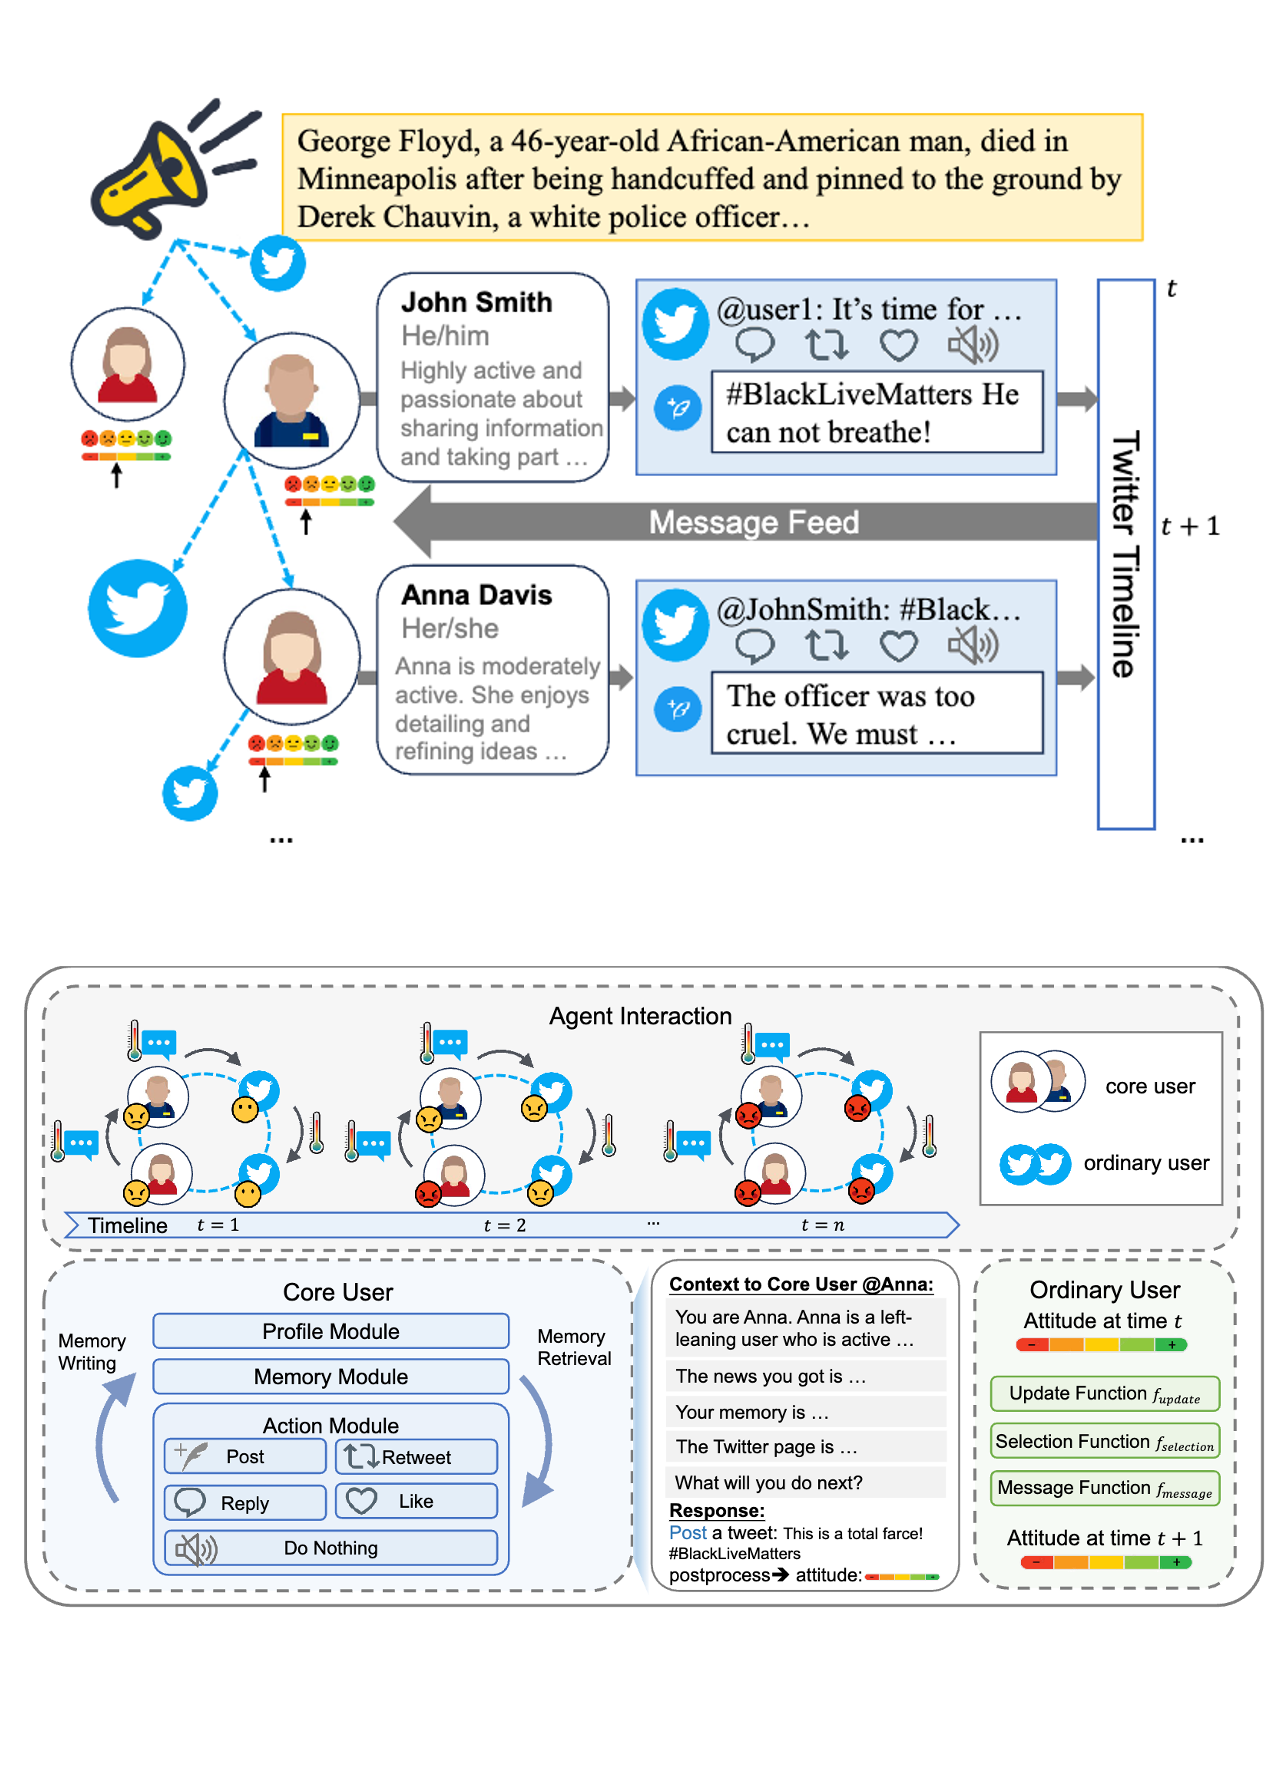 George Floyd, a 46-year-old African-American man, died in
Minneapolis after being handcuffed and pinned to the ground by
Derek Chauvin, a white police officer…
John Smith
He/him
Highly active and
passionate about
sharing information
and taking part ...
@user1: It's time for …
#BlackLiveMatters He
can not breathe!
t
Message Feed
t + 1
Twitter Timeline
Anna Davis
Her/she
Anna is moderately
active. She enjoys
detailing and
refining ideas ...
@JohnSmith: #Black…
The officer was too
cruel. We must …
...
...
Agent Interaction
core user
ordinary user
Timeline
t = 1
t = 2
...
t = n
Core User
Memory
Writing
Memory
Retrieval
Profile Module
Memory Module
Action Module
Post
Retweet
Reply
Like
Do Nothing
Context to Core User @Anna:
You are Anna. Anna is a left-
leaning user who is active …
The news you got is …
Your memory is …
The Twitter page is …
What will you do next?
Response:
Post a tweet: This is a total farce!
#BlackLiveMatters
postprocess➔ attitude:
Ordinary User
Attitude at time t
− +
Update Function f_update
Selection Function f_selection
Message Function f_message
Attitude at time t + 1
− +